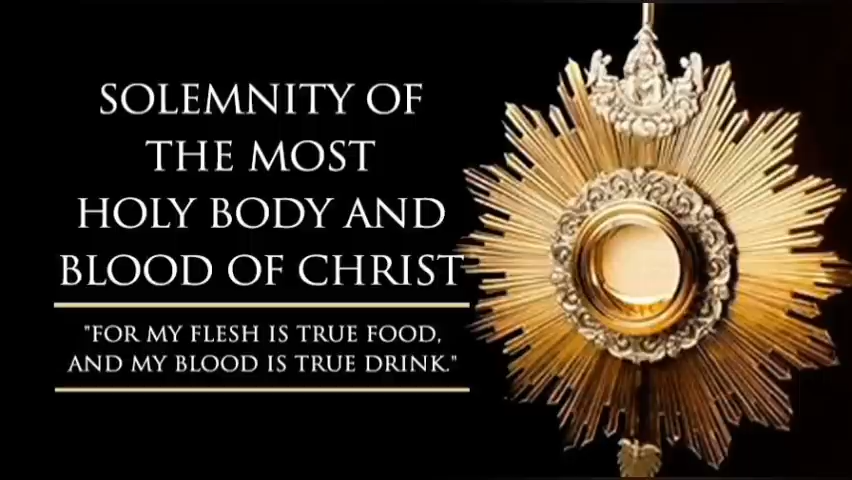 SOLEMNITY OF
THE MOST
HOLY BODY AND
BLOOD OF CHRIST
"FOR MY FLESH IS TRUE FOOD,
AND MY BLOOD IS TRUE DRINK."